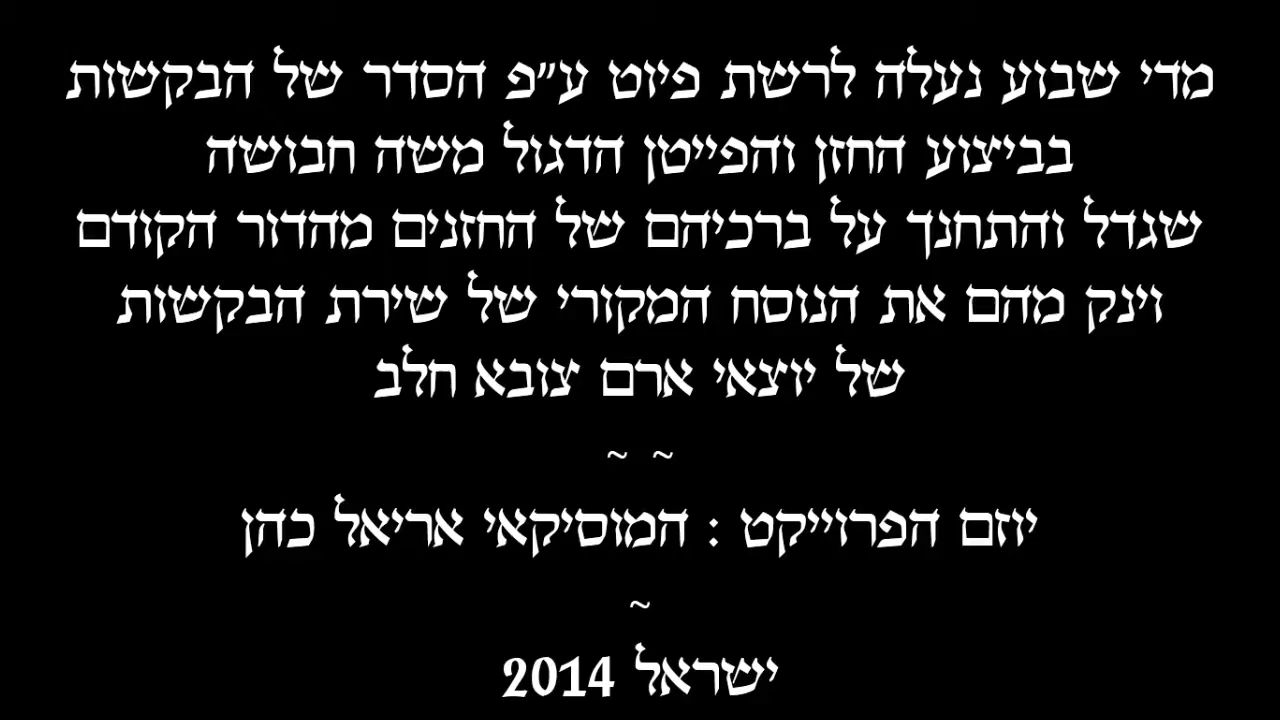 מדי שבוע נעלה לרשת פיוט ע"פ הסדר של הבקשות
בביצוע החזן והפייטן הדגול משה חבושה
שגדל והתחנך על ברכיהם של החזנים מהדור הקודם
וינק מהם את הנוסח המקורי של שירת הבקשות
של יוצאי ארם צובא חלב
~ ~
יוזם הפרוייקט : המוסיקאי אריאל כהן
~
ישראל 2014